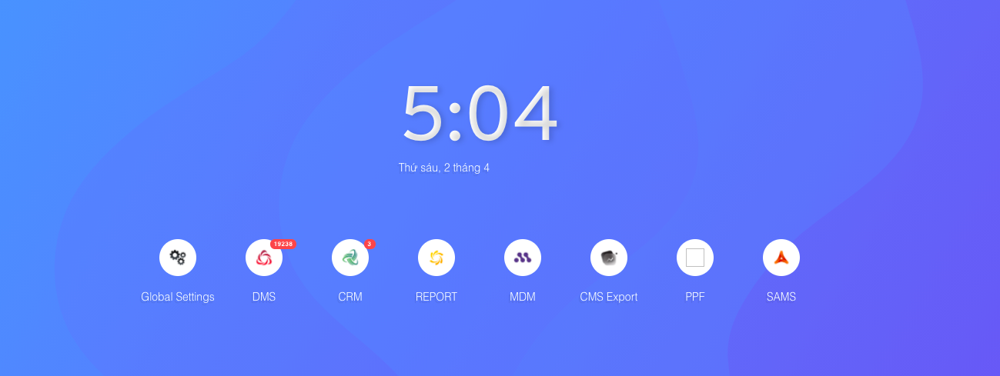 5:04
Thứ sáu, 2 tháng 4
19238
3
Global Settings
DMS
CRM
REPORT
MDM
CMS Export
PPF
SAMS